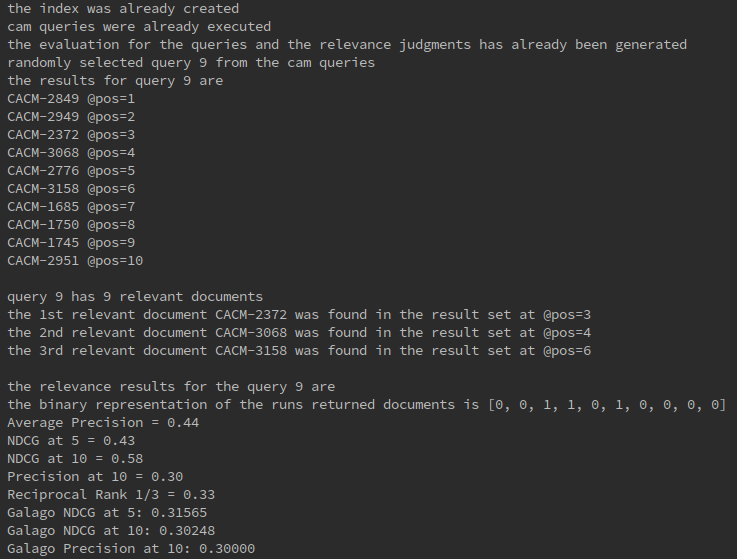 the index was already created
cam queries were already executed
the evaluation for the queries and the relevance judgments has already been generated
randomly selected query 9 from the cam queries
the results for query 9 are
CACM-2849 @pos=1
CACM-2949 @pos=2
CACM-2372 @pos=3
CACM-3068 @pos=4
CACM-2776 @pos=5
CACM-3158 @pos=6
CACM-1685 @pos=7
CACM-1750 @pos=8
CACM-1745 @pos=9
CACM-2951 @pos=10
query 9 has 9 relevant documents
the 1st relevant document CACM-2372 was found in the result set at @pos=3
the 2nd relevant document CACM-3068 was found in the result set at @pos=4
the 3rd relevant document CACM-3158 was found in the result set at @pos=6
the relevance results for the query 9 are
the binary representation of the runs returned documents is [0, 0, 1, 1, 0, 1, 0, 0, 0, 0]
Average Precision = 0.44
NDCG at 5 = 0.43
NDCG at 10 = 0.58
Precision at 10 = 0.30
Reciprocal Rank 1/3 = 0.33
Galago NDCG at 5: 0.31565
Galago NDCG at 10: 0.30248
Galago Precision at 10: 0.30000